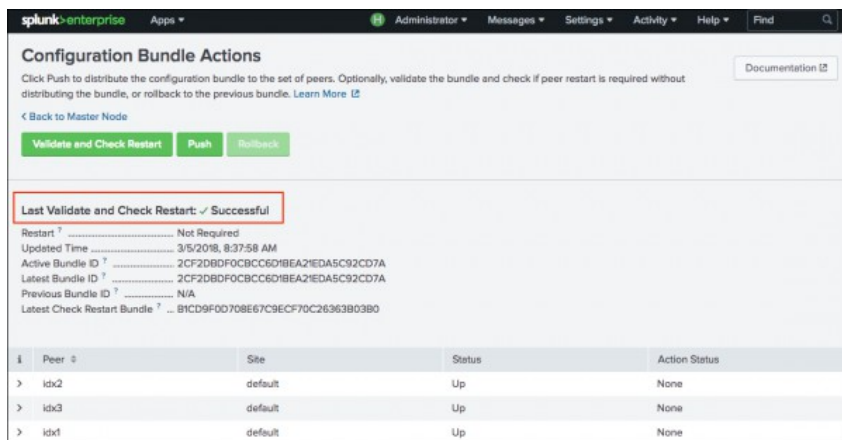 splunk>enterprise Apps Administrator Messages Settings Activity Help Find
Configuration Bundle Actions
Documentation
Click Push to distribute the configuration bundle to the set of peers. Optionally, validate the bundle and check if peer restart is required without
distributing the bundle, or rollback to the previous bundle. Learn More
< Back to Master Node
Validate and Check Restart Push Rollback
Last Validate and Check Restart: ✓ Successful
Restart ? Not Required
Updated Time 3/5/2018, 8:37:58 AM
Active Bundle ID ? 2CF2DBDF0CBCC6D1BEA21EDA5C92CD7A
Latest Bundle ID ? 2CF2DBDF0CBCC6D1BEA21EDA5C92CD7A
Previous Bundle ID ? N/A
Latest Check Restart Bundle ? B1CD9F0D708E67C9ECF70C26363B03B0
i Peer Site Status Action Status
> idx2 default Up None
> idx3 default Up None
> idx1 default Up None